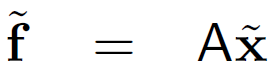 f̃ = Ax̃